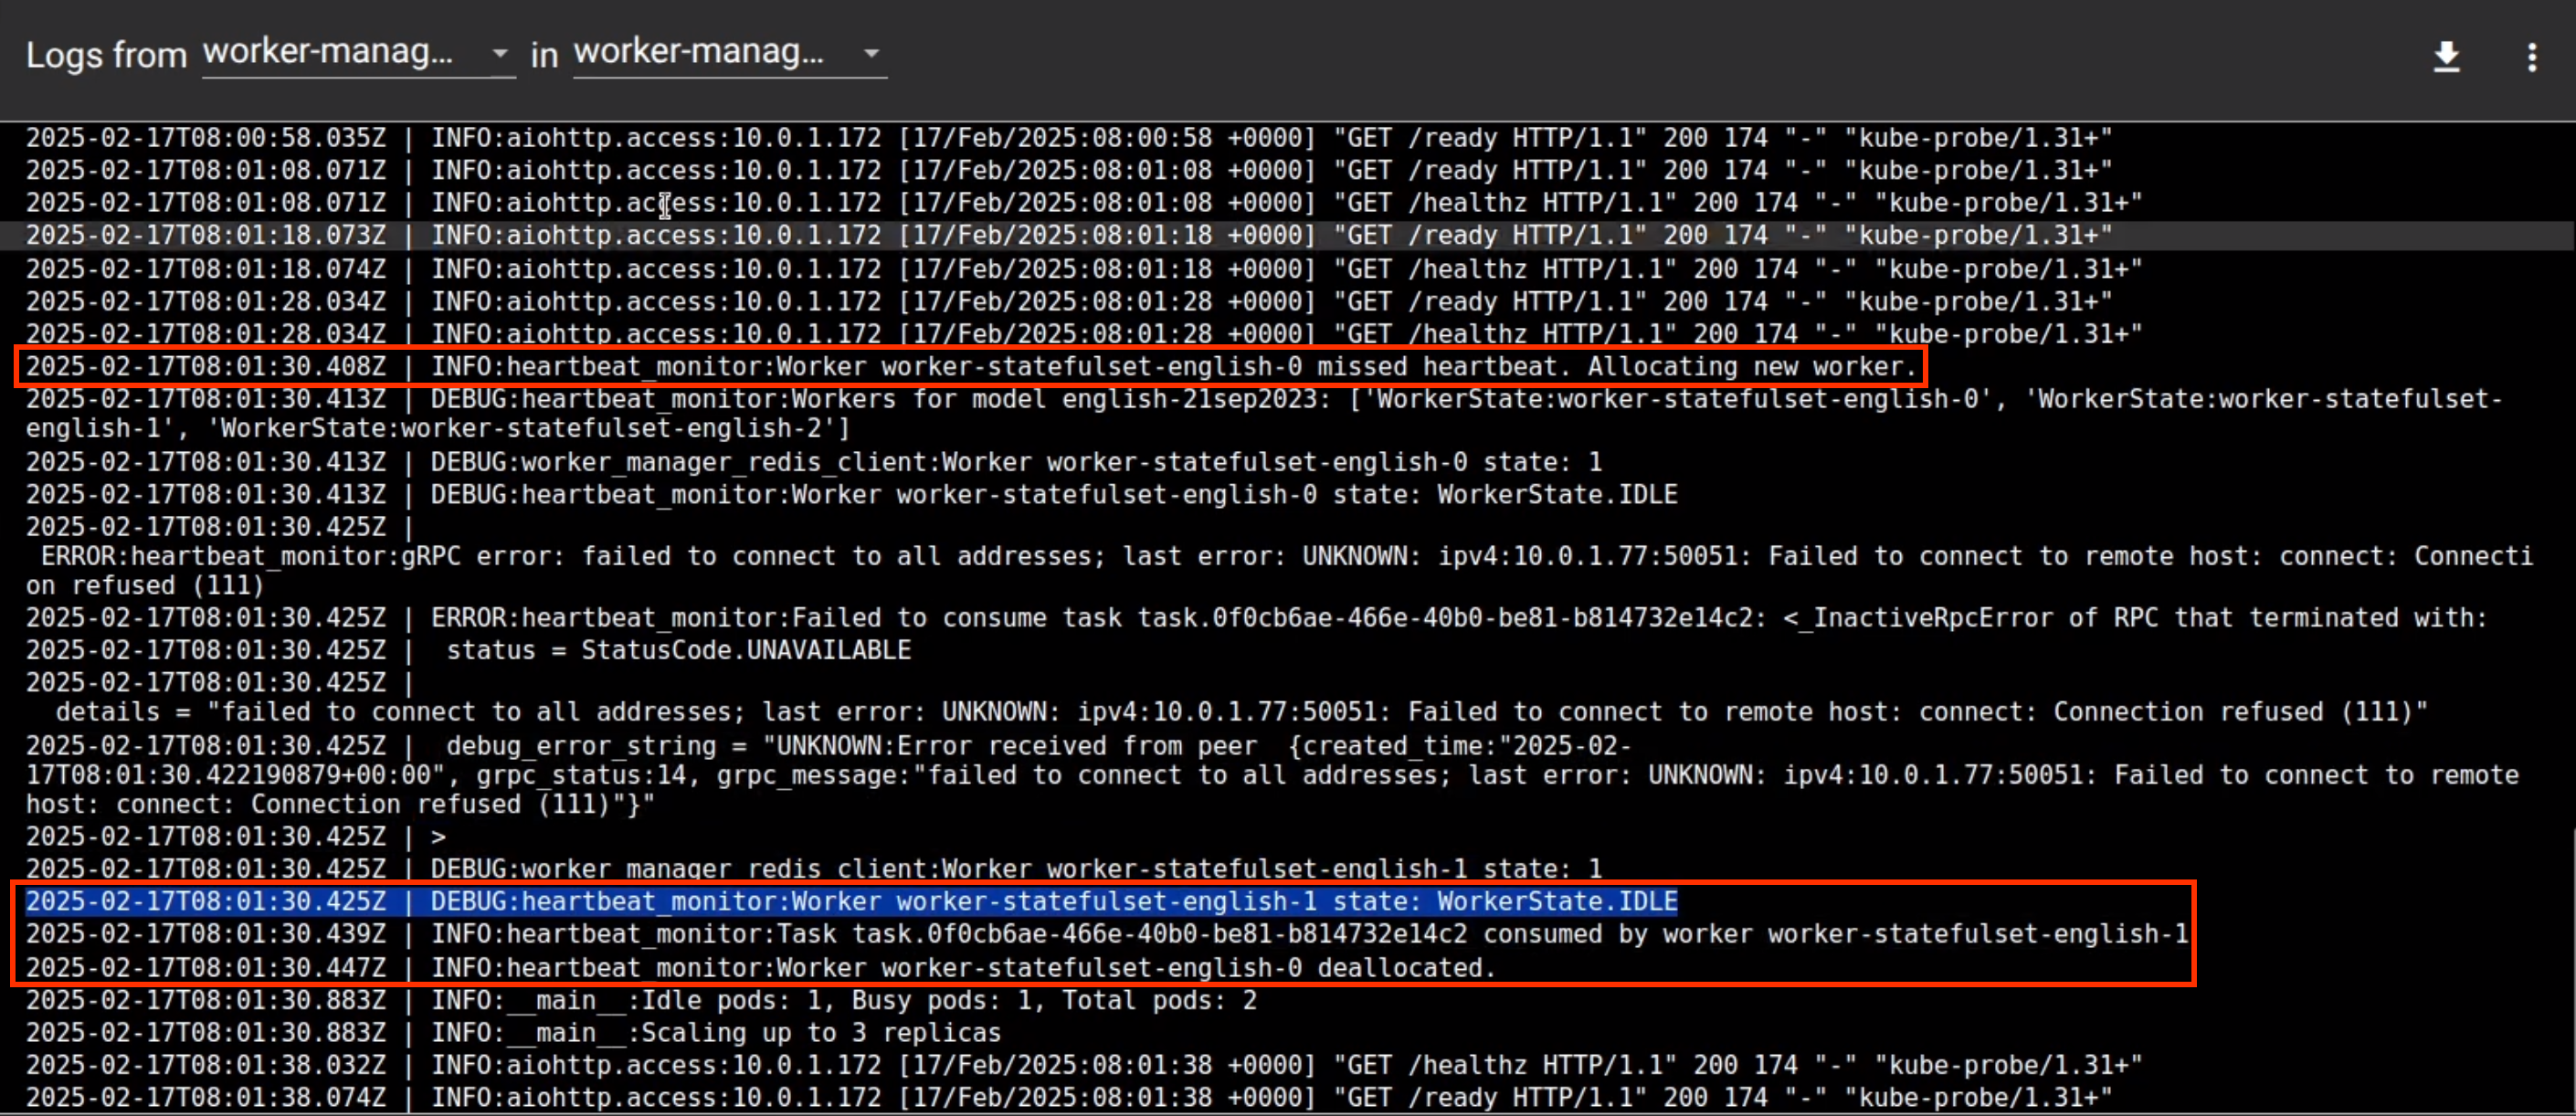 Logs from worker-manag... in worker-manag...
2025-02-17T08:00:58.035Z | INFO:aiohttp.access:10.0.1.172 [17/Feb/2025:08:00:58 +0000] "GET /ready HTTP/1.1" 200 174 "-" "kube-probe/1.31+"
2025-02-17T08:01:08.071Z | INFO:aiohttp.access:10.0.1.172 [17/Feb/2025:08:01:08 +0000] "GET /ready HTTP/1.1" 200 174 "-" "kube-probe/1.31+"
2025-02-17T08:01:08.071Z | INFO:aiohttp.access:10.0.1.172 [17/Feb/2025:08:01:08 +0000] "GET /healthz HTTP/1.1" 200 174 "-" "kube-probe/1.31+"
2025-02-17T08:01:18.073Z | INFO:aiohttp.access:10.0.1.172 [17/Feb/2025:08:01:18 +0000] "GET /ready HTTP/1.1" 200 174 "-" "kube-probe/1.31+"
2025-02-17T08:01:18.074Z | INFO:aiohttp.access:10.0.1.172 [17/Feb/2025:08:01:18 +0000] "GET /healthz HTTP/1.1" 200 174 "-" "kube-probe/1.31+"
2025-02-17T08:01:28.034Z | INFO:aiohttp.access:10.0.1.172 [17/Feb/2025:08:01:28 +0000] "GET /ready HTTP/1.1" 200 174 "-" "kube-probe/1.31+"
2025-02-17T08:01:28.034Z | INFO:aiohttp.access:10.0.1.172 [17/Feb/2025:08:01:28 +0000] "GET /healthz HTTP/1.1" 200 174 "-" "kube-probe/1.31+"
2025-02-17T08:01:30.408Z | INFO:heartbeat_monitor:Worker worker-statefulset-english-0 missed heartbeat. Allocating new worker.
2025-02-17T08:01:30.413Z | DEBUG:heartbeat_monitor:Workers for model english-21sep2023: ['WorkerState:worker-statefulset-english-0', 'WorkerState:worker-statefulset-
english-1', 'WorkerState:worker-statefulset-english-2']
2025-02-17T08:01:30.413Z | DEBUG:worker_manager_redis_client:Worker worker-statefulset-english-0 state: 1
2025-02-17T08:01:30.413Z | DEBUG:heartbeat_monitor:Worker worker-statefulset-english-0 state: WorkerState.IDLE
2025-02-17T08:01:30.425Z |
ERROR:heartbeat_monitor:gRPC error: failed to connect to all addresses; last error: UNKNOWN: ipv4:10.0.1.77:50051: Failed to connect to remote host: connect: Connecti
on refused (111)
2025-02-17T08:01:30.425Z | ERROR:heartbeat_monitor:Failed to consume task task.0f0cb6ae-466e-40b0-be81-b814732e14c2: <_InactiveRpcError of RPC that terminated with:
2025-02-17T08:01:30.425Z | status = StatusCode.UNAVAILABLE
2025-02-17T08:01:30.425Z |
details = "failed to connect to all addresses; last error: UNKNOWN: ipv4:10.0.1.77:50051: Failed to connect to remote host: connect: Connection refused (111)"
2025-02-17T08:01:30.425Z | debug_error_string = "UNKNOWN:Error received from peer {created_time:"2025-02-
17T08:01:30.422190879+00:00", grpc_status:14, grpc_message:"failed to connect to all addresses; last error: UNKNOWN: ipv4:10.0.1.77:50051: Failed to connect to remote
host: connect: Connection refused (111)"}"
2025-02-17T08:01:30.425Z | >
2025-02-17T08:01:30.425Z | DEBUG:worker_manager_redis_client:Worker worker-statefulset-english-1 state: 1
2025-02-17T08:01:30.425Z | DEBUG:heartbeat_monitor:Worker worker-statefulset-english-1 state: WorkerState.IDLE
2025-02-17T08:01:30.439Z | INFO:heartbeat_monitor:Task task.0f0cb6ae-466e-40b0-be81-b814732e14c2 consumed by worker worker-statefulset-english-1
2025-02-17T08:01:30.447Z | INFO:heartbeat_monitor:Worker worker-statefulset-english-0 deallocated.
2025-02-17T08:01:30.883Z | INFO:__main__:Idle pods: 1, Busy pods: 1, Total pods: 2
2025-02-17T08:01:30.883Z | INFO:__main__:Scaling up to 3 replicas
2025-02-17T08:01:38.032Z | INFO:aiohttp.access:10.0.1.172 [17/Feb/2025:08:01:38 +0000] "GET /healthz HTTP/1.1" 200 174 "-" "kube-probe/1.31+"
2025-02-17T08:01:38.074Z | INFO:aiohttp.access:10.0.1.172 [17/Feb/2025:08:01:38 +0000] "GET /ready HTTP/1.1" 200 174 "-" "kube-probe/1.31+"